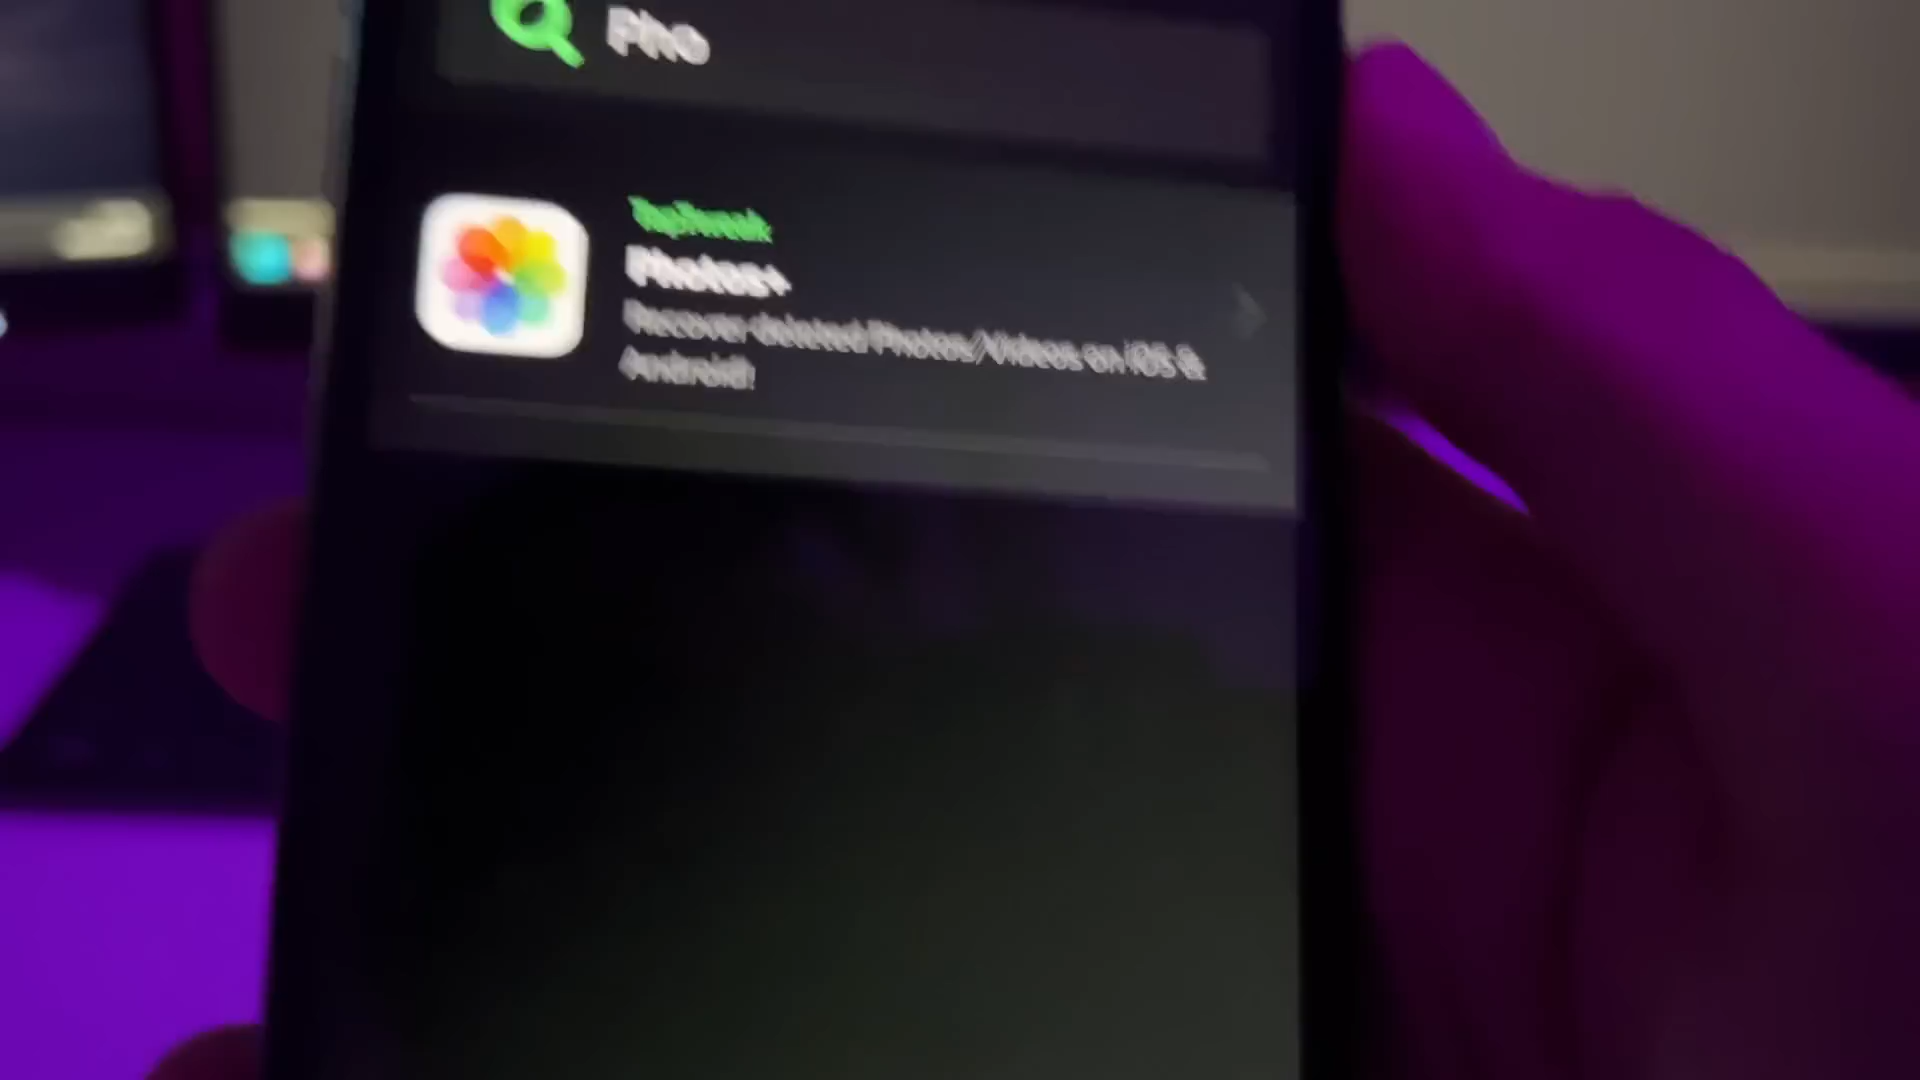 Pho
TapTweak
Photos+
Recover deleted Photos/Videos on iOS &
Android!